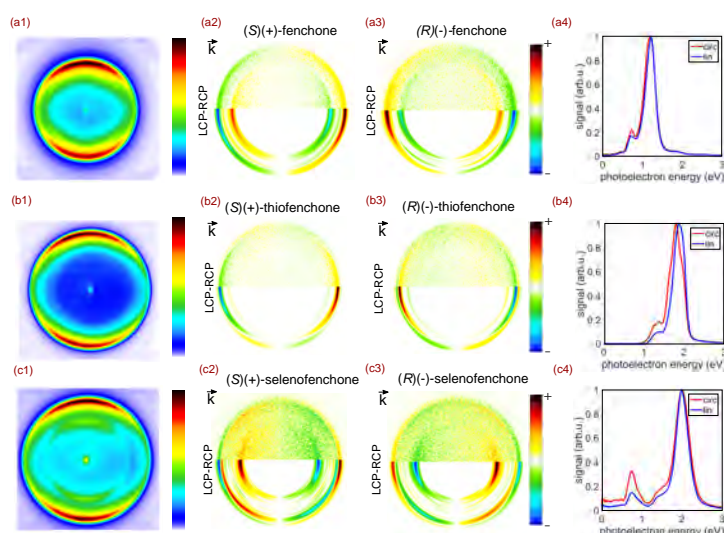 (a1)
(a2)
(S)(+)-fenchone
(a3)
(R)(-)-fenchone
(a4)
k
LCP-RCP
k
LCP-RCP
+
−
circ
lin
signal (arb.u.)
1
0.8
0.6
0.4
0.2
0
0 1 2 3
photoelectron energy (eV)
(b1)
(b2)
(S)(+)-thiofenchone
(b3)
(R)(-)-thiofenchone
(b4)
k
LCP-RCP
k
LCP-RCP
+
−
circ
lin
signal (arb.u.)
1
0.8
0.6
0.4
0.2
0
0 1 2 3
photoelectron energy (eV)
(c1)
(c2)
(S)(+)-selenofenchone
(c3)
(R)(-)-selenofenchone
(c4)
k
LCP-RCP
k
LCP-RCP
+
−
circ
lin
signal (arb.u.)
1
0.8
0.6
0.4
0.2
0
0 1 2 3
photoelectron energy (eV)